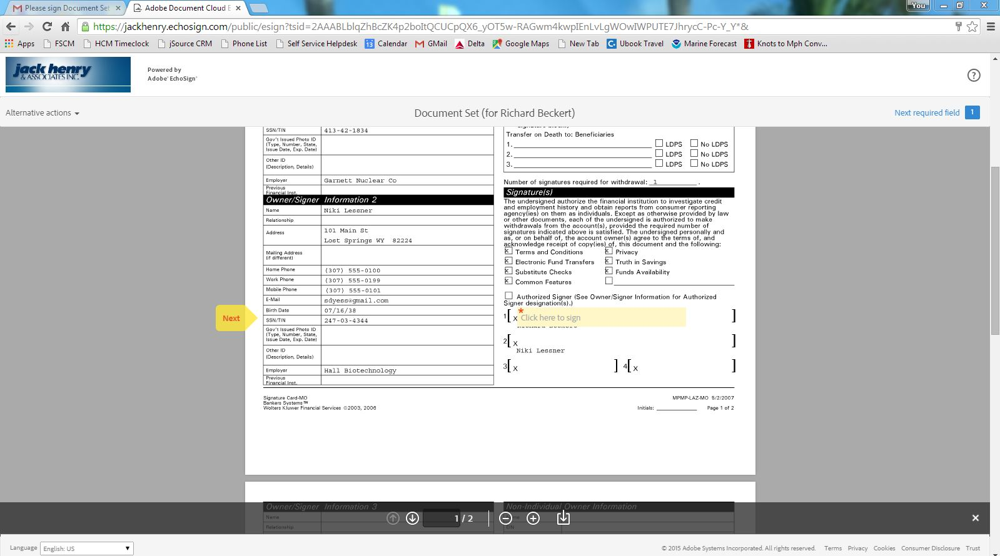 Please sign Document Set
Adobe Document Cloud E
You
https://jackhenry.echosign.com/public/esign?tsid=2AAABLblqZhBcZK4p2boItQCUCpQX6_yOT5w-RAGwm4kwpIEnLvLgWOwIWPUTE7JhrycC-Pc-Y_Y*&
Apps FSCM HCM Timeclock jSource CRM Phone List Self Service Helpdesk 13 Calendar GMail Delta Google Maps New Tab Ubook Travel Marine Forecast Knots to Mph Conv...
jack henry
& ASSOCIATES INC.
Powered by
Adobe® EchoSign®
?
Alternative actions
Document Set (for Richard Beckert)
Next required field 1
SSN/TIN 413-42-1834
Gov't Issued Photo ID
(Type, Number, State,
Issue Date, Exp. Date)
Other ID
(Description, Details)
Employer Garnett Nuclear Co
Previous
Financial Inst.
Owner/Signer Information 2
Name Niki Lessner
Relationship
Address 101 Main St
Lost Springs WY 82224
Mailing Address
(if different)
Home Phone (307) 555-0100
Work Phone (307) 555-0199
Mobile Phone (307) 555-0101
E-Mail sdyess@gmail.com
Birth Date 07/16/38
SSN/TIN 247-03-4344
Gov't Issued Photo ID
(Type, Number, State,
Issue Date, Exp. Date)
Other ID
(Description, Details)
Employer Hall Biotechnology
Previous
Financial Inst.
Next
Transfer on Death to: Beneficiaries
1. LDPS No LDPS
2. LDPS No LDPS
3. LDPS No LDPS
Number of signatures required for withdrawal: 1 .
Signature(s)
The undersigned authorize the financial institution to investigate credit
and employment history and obtain reports from consumer reporting
agency(ies) on them as individuals. Except as otherwise provided by law
or other documents, each of the undersigned is authorized to make
withdrawals from the account(s), provided the required number of
signatures indicated above is satisfied. The undersigned personally and
as, or on behalf of, the account owner(s) agree to the terms of, and
acknowledge receipt of copy(ies) of, this document and the following:
x Terms and Conditions x Privacy
x Electronic Fund Transfers x Truth in Savings
x Substitute Checks x Funds Availability
x Common Features
Authorized Signer (See Owner/Signer Information for Authorized
Signer designation(s).)
1[ X * Click here to sign ]
2[ X ]
Niki Lessner
3[ X ] 4[ X ]
Signature Card-MO
Bankers Systems™
Wolters Kluwer Financial Services ©2003, 2006
MPMP-LAZ-MO 5/2/2007
Initials: Page 1 of 2
Owner/Signer Information 3
Name
Relationship
Non-Individual Owner Information
EIN
1 / 2
Language English: US
© 2015 Adobe Systems Incorporated. All rights reserved. Terms Privacy Cookies Consumer Disclosure Trust